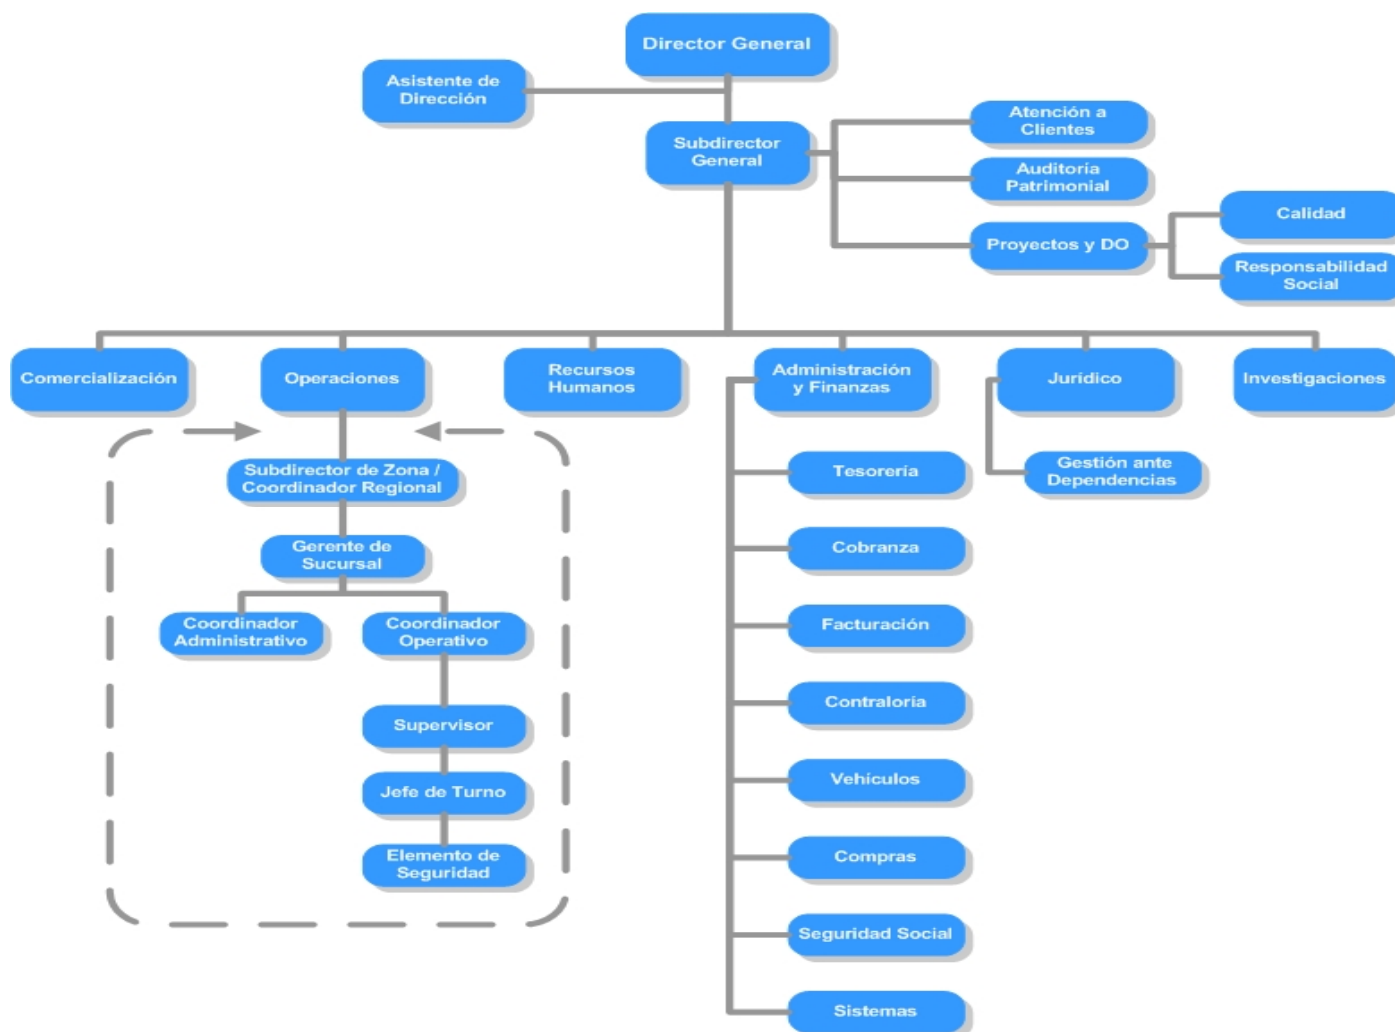 Director General
Asistente de
Dirección
Subdirector
General
Atención a
Clientes
Auditoría
Patrimonial
Proyectos y DO
Calidad
Responsabilidad
Social
Comercialización
Operaciones
Recursos
Humanos
Administración
y Finanzas
Jurídico
Investigaciones
Subdirector de Zona /
Coordinador Regional
Gerente de
Sucursal
Coordinador
Administrativo
Coordinador
Operativo
Supervisor
Jefe de Turno
Elemento de
Seguridad
Tesorería
Cobranza
Facturación
Contraloría
Vehículos
Compras
Seguridad Social
Sistemas
Gestión ante
Dependencias